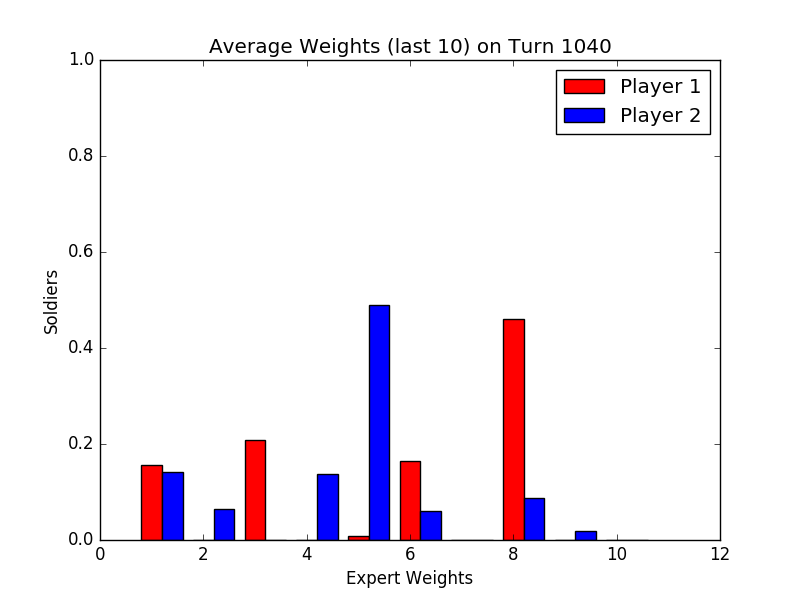 Average Weights (last 10) on Turn 1040
Player 1
Player 2
1.0
0.8
0.6
0.4
0.2
0.0
Soldiers
0 2 4 6 8 10 12
Expert Weights